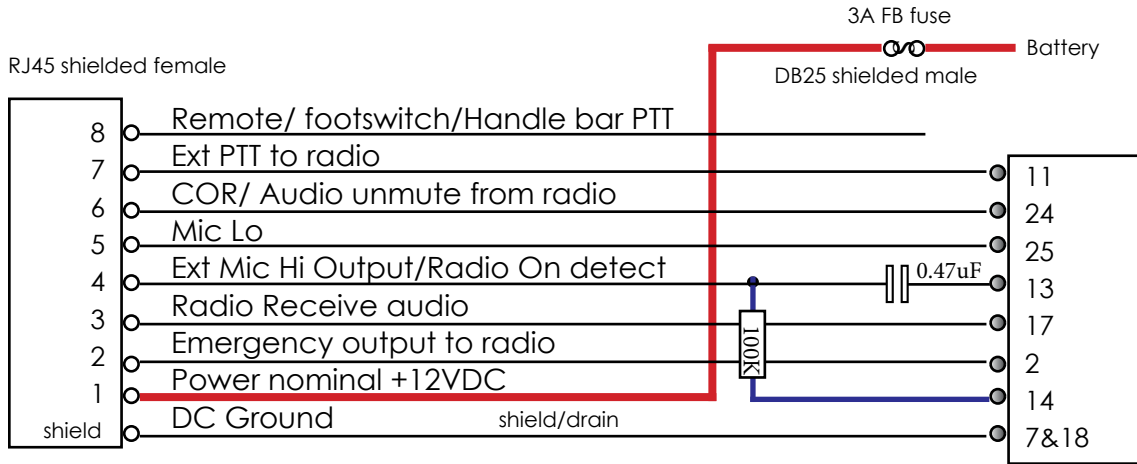 3A FB fuse
Battery
RJ45 shielded female
DB25 shielded male
8 Remote/ footswitch/Handle bar PTT
7 Ext PTT to radio 11
6 COR/ Audio unmute from radio 24
5 Mic Lo 25
4 Ext Mic Hi Output/Radio On detect 0.47uF 13
3 Radio Receive audio 17
100K
2 Emergency output to radio 2
1 Power nominal +12VDC 14
shield DC Ground shield/drain 7&18